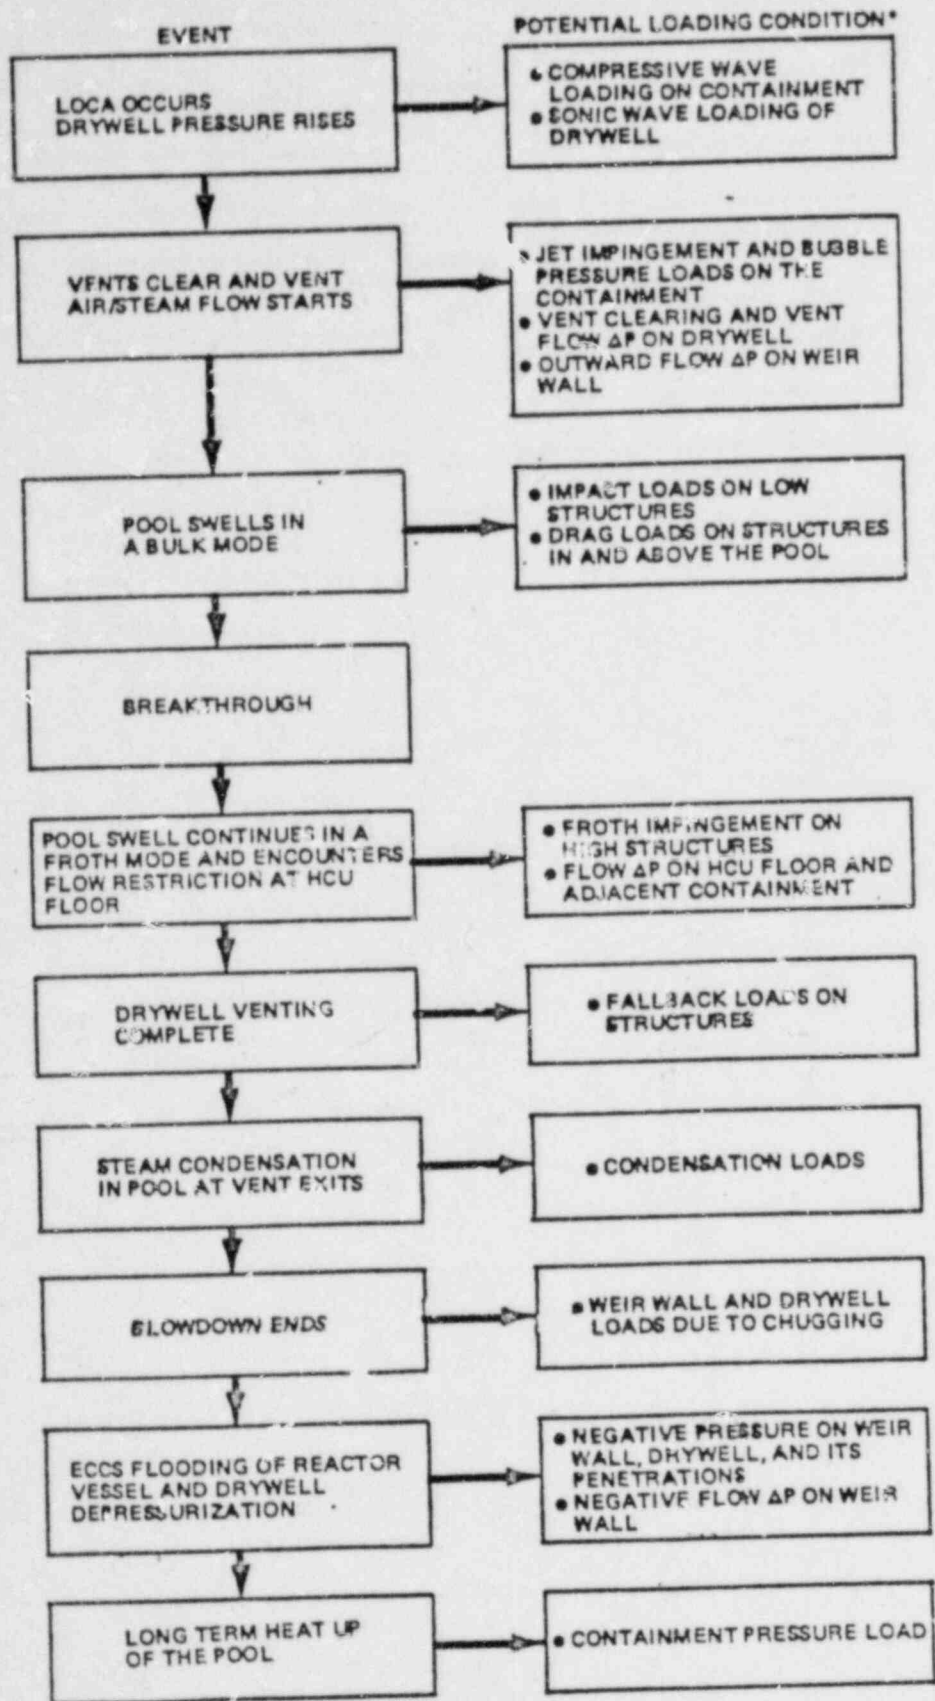 EVENT
POTENTIAL LOADING CONDITION*
LOCA OCCURS
DRYWELL PRESSURE RISES
• COMPRESSIVE WAVE
LOADING ON CONTAINMENT
• SONIC WAVE LOADING OF
DRYWELL
VENTS CLEAR AND VENT
AIR/STEAM FLOW STARTS
• JET IMPINGEMENT AND BUBBLE
PRESSURE LOADS ON THE
CONTAINMENT
• VENT CLEARING AND VENT
FLOW ΔP ON DRYWELL
• OUTWARD FLOW ΔP ON WEIR
WALL
POOL SWELLS IN
A BULK MODE
• IMPACT LOADS ON LOW
STRUCTURES
• DRAG LOADS ON STRUCTURES
IN AND ABOVE THE POOL
BREAKTHROUGH
POOL SWELL CONTINUES IN A
FROTH MODE AND ENCOUNTERS
FLOW RESTRICTION AT HCU
FLOOR
• FROTH IMPINGEMENT ON
HIGH STRUCTURES
• FLOW ΔP ON HCU FLOOR AND
ADJACENT CONTAINMENT
DRYWELL VENTING
COMPLETE
• FALLBACK LOADS ON
STRUCTURES
STEAM CONDENSATION
IN POOL AT VENT EXITS
• CONDENSATION LOADS
BLOWDOWN ENDS
• WEIR WALL AND DRYWELL
LOADS DUE TO CHUGGING
ECCS FLOODING OF REACTOR
VESSEL AND DRYWELL
DEPRESSURIZATION
• NEGATIVE PRESSURE ON WEIR
WALL, DRYWELL, AND ITS
PENETRATIONS
• NEGATIVE FLOW ΔP ON WEIR
WALL
LONG TERM HEAT UP
OF THE POOL
• CONTAINMENT PRESSURE LOAD